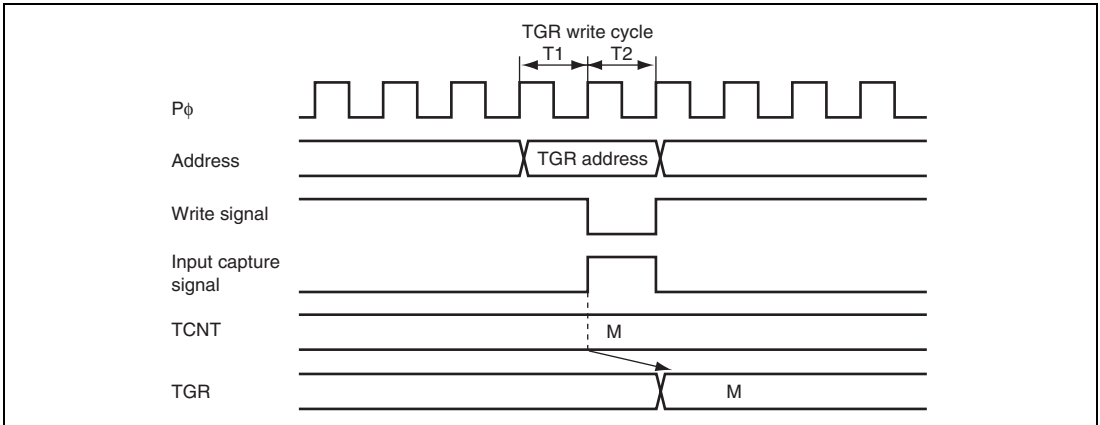 TGR write cycle
T1 T2
Pϕ
Address
TGR address
Write signal
Input capture
signal
TCNT
M
TGR
M